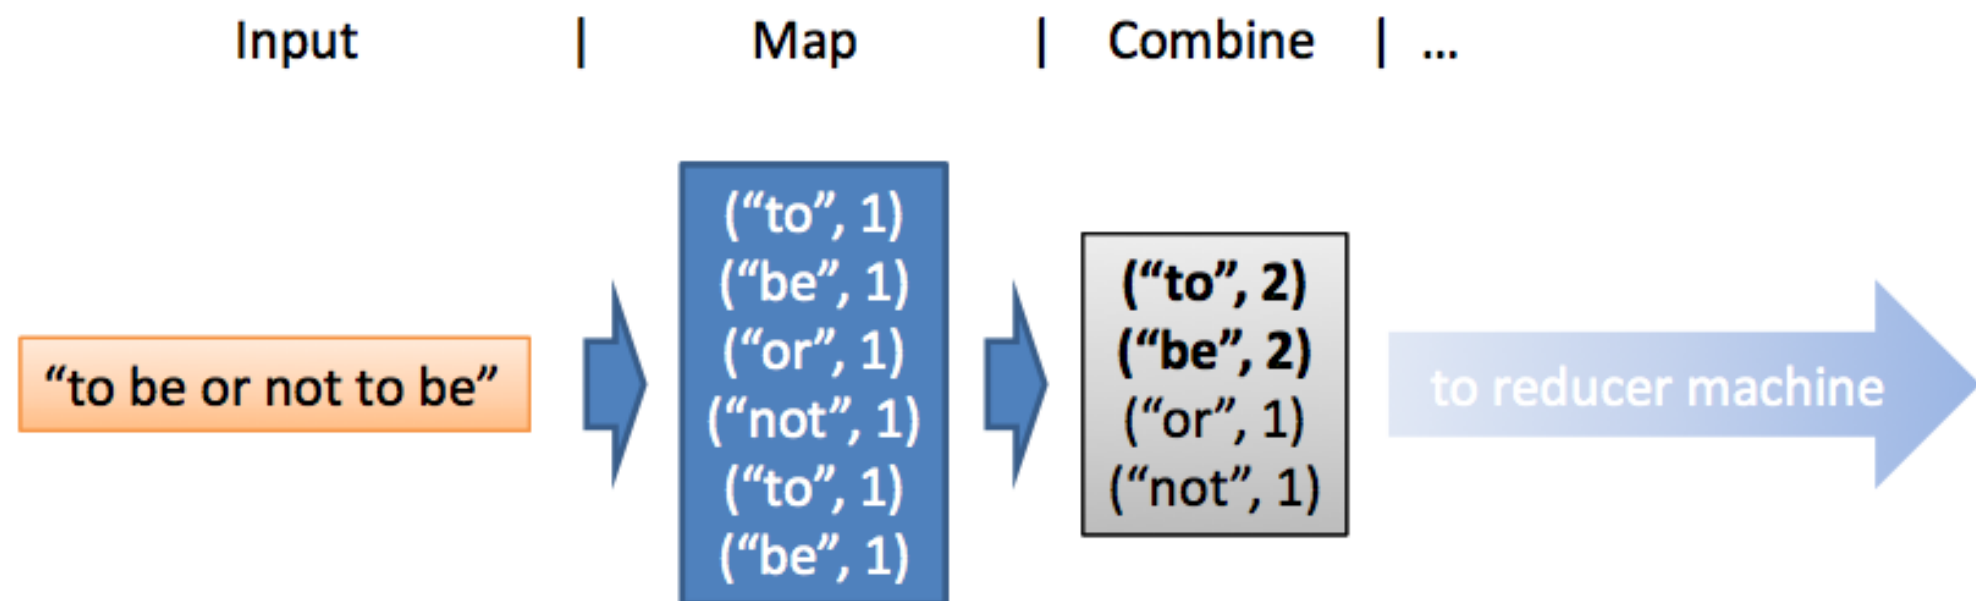 Input | Map | Combine | ...
“to be or not to be”
(“to”, 1)
(“be”, 1)
(“or”, 1)
(“not”, 1)
(“to”, 1)
(“be”, 1)
(“to”, 2)
(“be”, 2)
(“or”, 1)
(“not”, 1)
to reducer machine